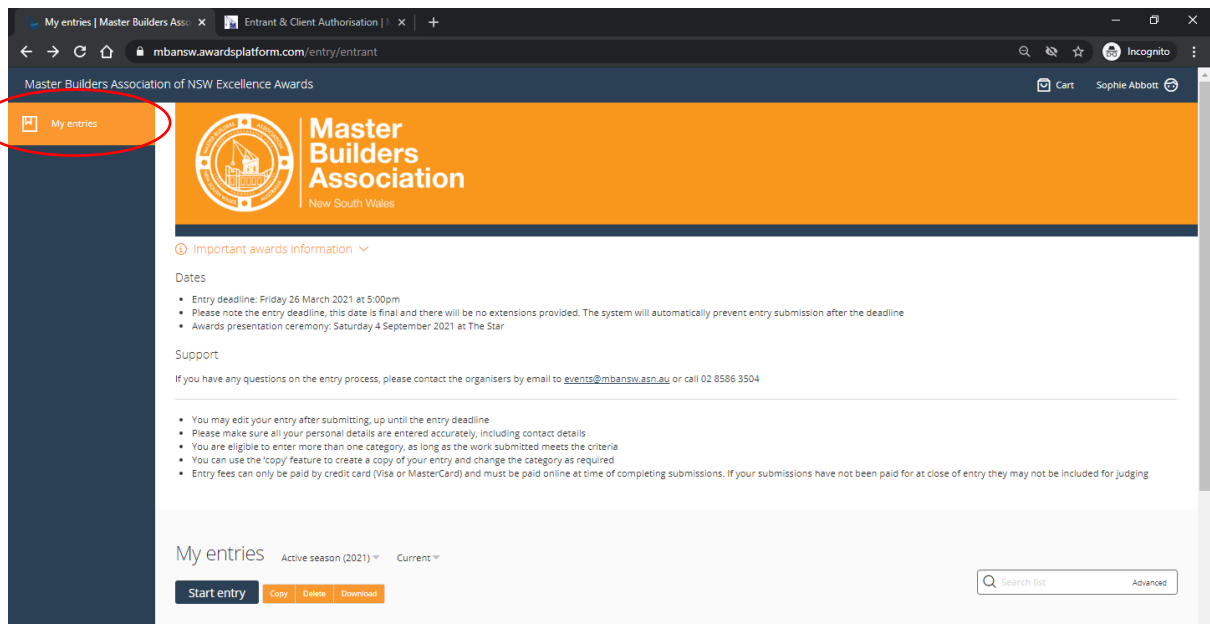 My entries | Master Builders Asso
Entrant & Client Authorisation |
mbansw.awardsplatform.com/entry/entrant
Incognito
Master Builders Association of NSW Excellence Awards
Cart
Sophie Abbott
My entries
Master
Builders
Association
New South Wales
Important awards information
Dates
• Entry deadline: Friday 26 March 2021 at 5:00pm
• Please note the entry deadline, this date is final and there will be no extensions provided. The system will automatically prevent entry submission after the deadline
• Awards presentation ceremony: Saturday 4 September 2021 at The Star
Support
If you have any questions on the entry process, please contact the organisers by email to events@mbansw.asn.au or call 02 8586 3504
• You may edit your entry after submitting, up until the entry deadline
• Please make sure all your personal details are entered accurately, including contact details
• You are eligible to enter more than one category, as long as the work submitted meets the criteria
• You can use the 'copy' feature to create a copy of your entry and change the category as required
• Entry fees can only be paid by credit card (Visa or MasterCard) and must be paid online at time of completing submissions. If your submissions have not been paid for at close of entry they may not be included for judging
My entries Active season (2021) Current
Start entry Copy Delete Download
Search list Advanced